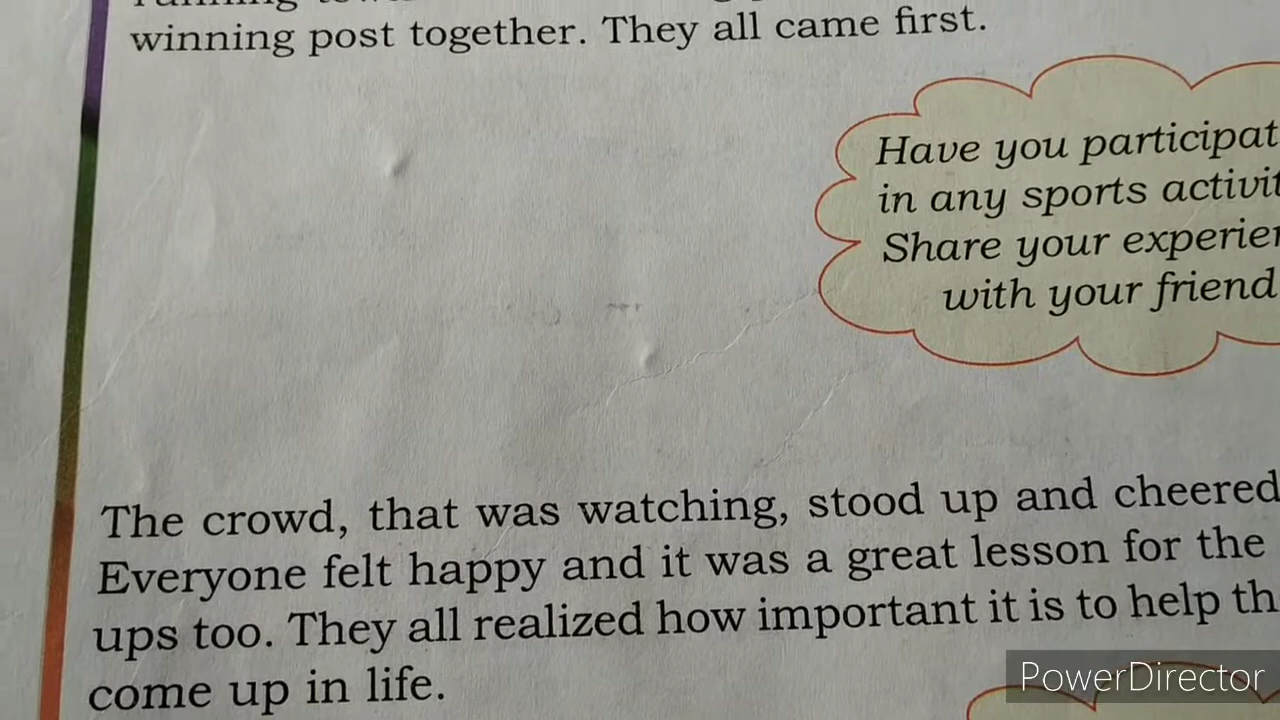 winning post together. They all came first.
Have you participat
in any sports activit
Share your experien
with your friend
The crowd, that was watching, stood up and cheered
Everyone felt happy and it was a great lesson for the
ups too. They all realized how important it is to help th
come up in life.
PowerDirector